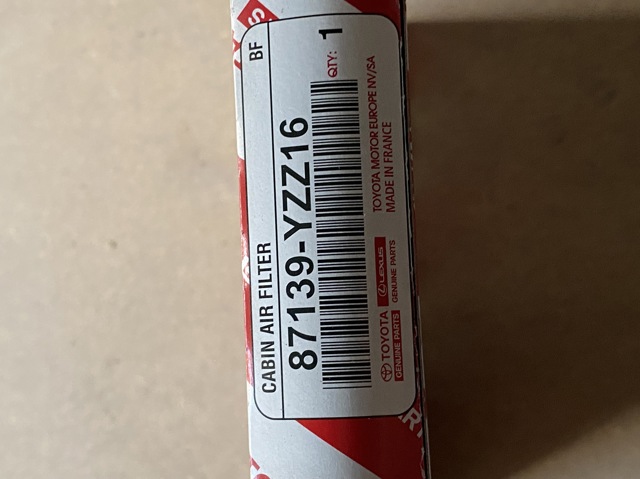 CABIN AIR FILTER BF
87139-YZZ16
QTY: 1
TOYOTA MOTOR EUROPE NV/SA
MADE IN FRANCE
TOYOTA
GENUINE PARTS
LEXUS
GENUINE PARTS